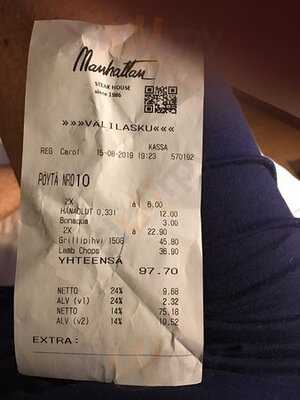 Manhattan
STEAK HOUSE
since 1986
»»»VÄLILASKU«««
KASSA
REG Carol 15-08-2019 19:23 570192
PÖYTÄ NRO10
2X á 6.00
HANAOLUT 0,33l 12.00
Bonaqua 3.00
2X á 22.90
Grillipihvi 150G 45.80
Lamb Chops 36.90
YHTEENSÄ
97.70
NETTO 24% 9.68
ALV (v1) 24% 2.32
NETTO 14% 75.18
ALV (v2) 14% 10.52
EXTRA: